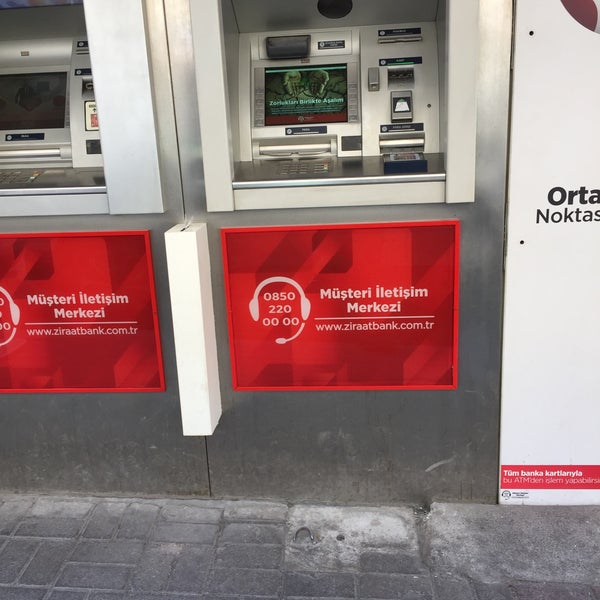 Zorlukları Birlikte Aşalım
Müşteri İletişim
Merkezi
www.ziraatbank.com.tr
0850
220
00 00
Müşteri İletişim
Merkezi
www.ziraatbank.com.tr
Orta
Noktas
Tüm banka kartlarıyla
bu ATM'den işlem yapabilirs